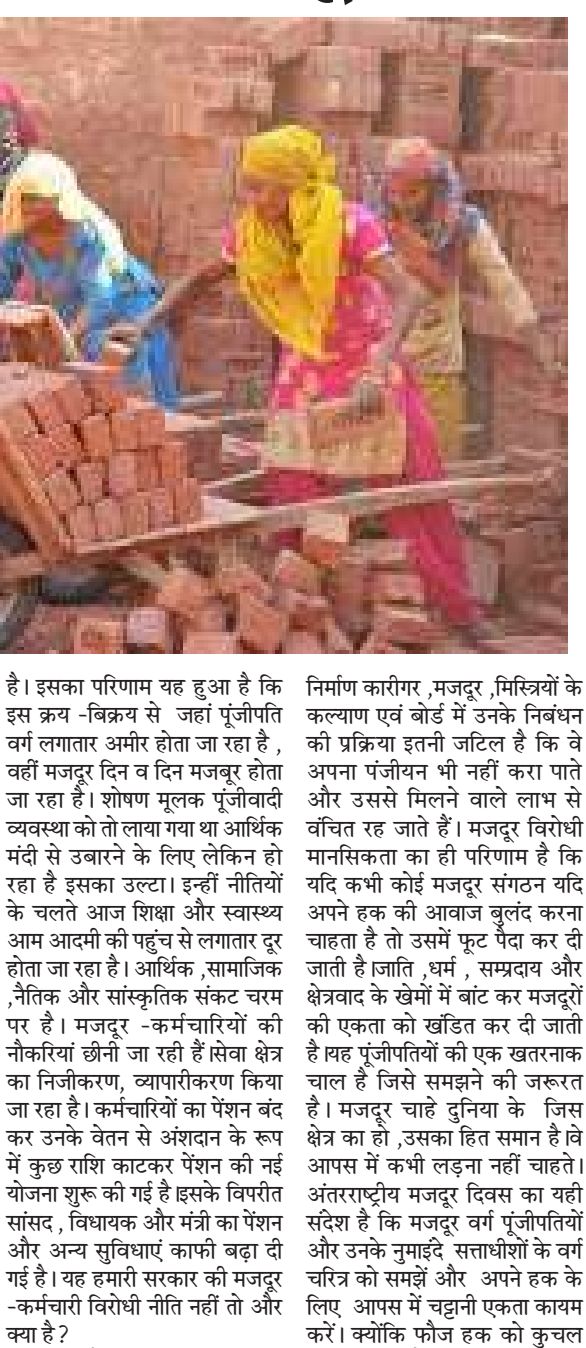 है। इसका परिणाम यह हुआ है कि
इस क्रय -बिक्रय से जहां पूंजीपति
वर्ग लगातार अमीर होता जा रहा है ,
वहीं मजदूर दिन व दिन मजबूर होता
जा रहा है। शोषण मूलक पूंजीवादी
व्यवस्था को तो लाया गया था आर्थिक
मंदी से उबारने के लिए लेकिन हो
रहा है इसका उल्टा। इन्हीं नीतियों
के चलते आज शिक्षा और स्वास्थ्य
आम आदमी की पहुंच से लगातार दूर
होता जा रहा है। आर्थिक ,सामाजिक
,नैतिक और सांस्कृतिक संकट चरम
पर है। मजदूर -कर्मचारियों की
नौकरियां छीनी जा रही हैं।सेवा क्षेत्र
का निजीकरण, व्यापारीकरण किया
जा रहा है। कर्मचारियों का पेंशन बंद
कर उनके वेतन से अंशदान के रूप
में कुछ राशि काटकर पेंशन की नई
योजना शुरू की गई है।इसके विपरीत
सांसद , विधायक और मंत्री का पेंशन
और अन्य सुविधाएं काफी बढ़ा दी
गई है। यह हमारी सरकार की मजदूर
-कर्मचारी विरोधी नीति नहीं तो और
क्या है?
निर्माण कारीगर ,मजदूर ,मिस्त्रियों के
कल्याण एवं बोर्ड में उनके निबंधन
की प्रक्रिया इतनी जटिल है कि वे
अपना पंजीयन भी नहीं करा पाते
और उससे मिलने वाले लाभ से
वंचित रह जाते हैं। मजदूर विरोधी
मानसिकता का ही परिणाम है कि
यदि कभी कोई मजदूर संगठन यदि
अपने हक की आवाज बुलंद करना
चाहता है तो उसमें फूट पैदा कर दी
जाती है।जाति ,धर्म , सम्प्रदाय और
क्षेत्रवाद के खेमों में बांट कर मजदूरों
की एकता को खंडित कर दी जाती
है।यह पूंजीपतियों की एक खतरनाक
चाल है जिसे समझने की जरूरत
है। मजदूर चाहे दुनिया के जिस
क्षेत्र का हो ,उसका हित समान है।वे
आपस में कभी लड़ना नहीं चाहते।
अंतरराष्ट्रीय मजदूर दिवस का यही
संदेश है कि मजदूर वर्ग पूंजीपतियों
और उनके नुमाइंदे सत्ताधीशों के वर्ग
चरित्र को समझें और अपने हक के
लिए आपस में चट्टानी एकता कायम
करें। क्योंकि फौज हक को कुचल